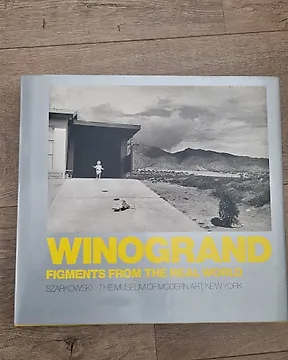 WINOGRAND
FIGMENTS FROM THE REAL WORLD
SZARKOWSKI · THE MUSEUM OF MODERN ART, NEW YORK